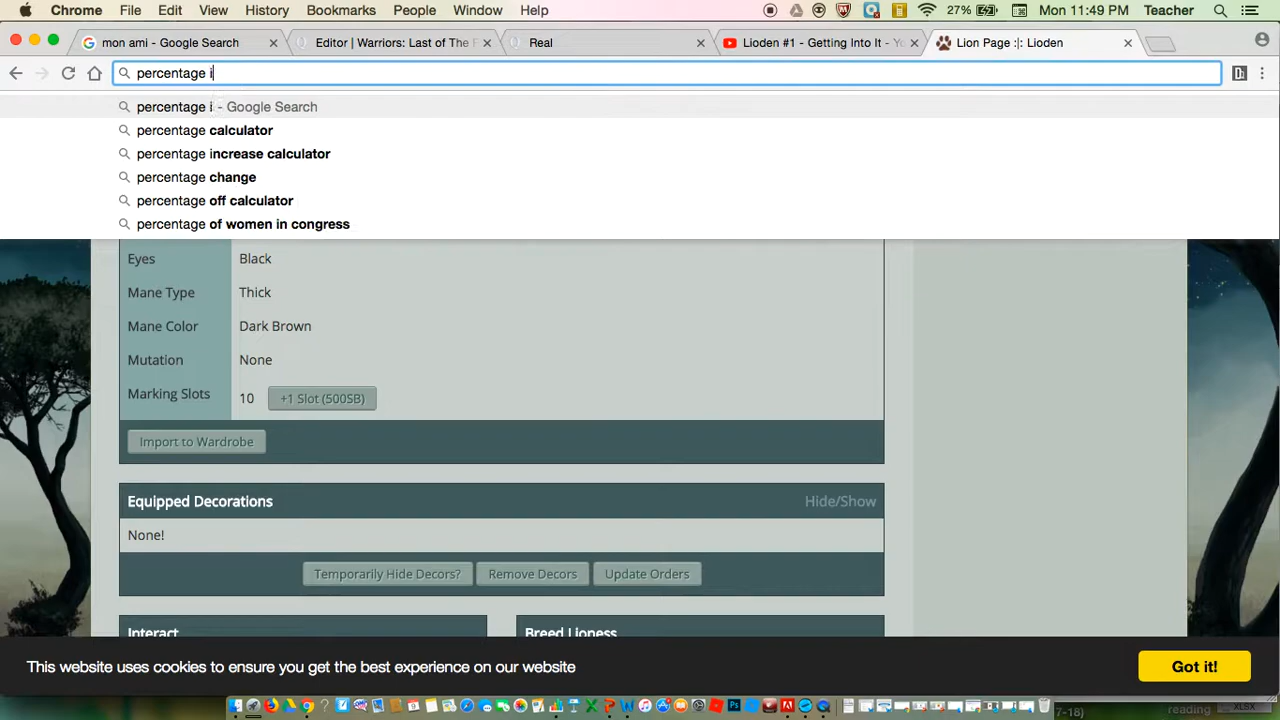 Chrome File Edit View History Bookmarks People Window Help 27% Mon 11:49 PM Teacher
mon ami - Google Search Editor | Warriors: Last of The F Real Lioden #1 - Getting Into It - Yo Lion Page :|: Lioden
percentage i
percentage i - Google Search
percentage calculator
percentage increase calculator
percentage change
percentage off calculator
percentage of women in congress
Eyes Black
Mane Type Thick
Mane Color Dark Brown
Mutation None
Marking Slots 10 +1 Slot (500SB)
Import to Wardrobe
Equipped Decorations Hide/Show
None!
Temporarily Hide Decors? Remove Decors Update Orders
Interact Breed Lioness
This website uses cookies to ensure you get the best experience on our website Got it!
7-18) reading XLSX